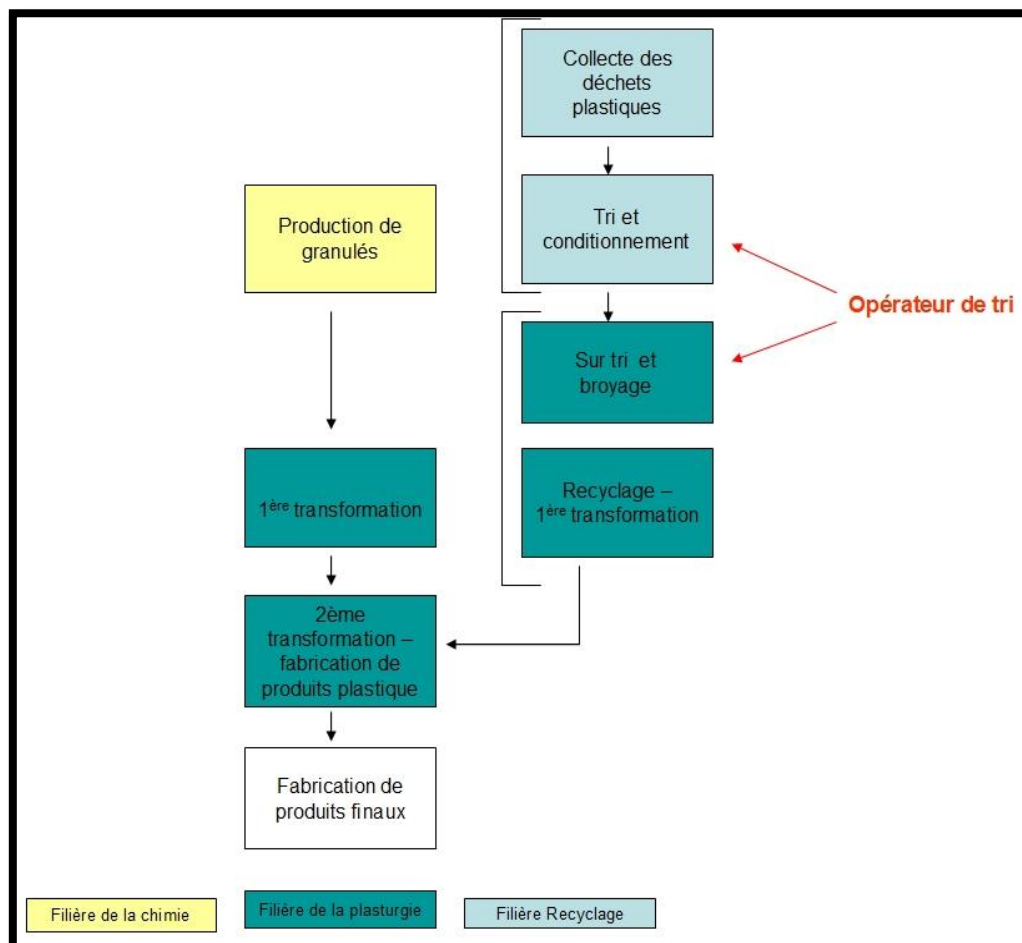 Collecte des
déchets
plastiques
Tri et
conditionnement
Production de
granulés
Opérateur de tri
Sur tri et
broyage
1ère transformation
Recyclage –
1ère transformation
2ème
transformation –
fabrication de
produits plastique
Fabrication de
produits finaux
Filière de la chimie
Filière de la plasturgie
Filière Recyclage